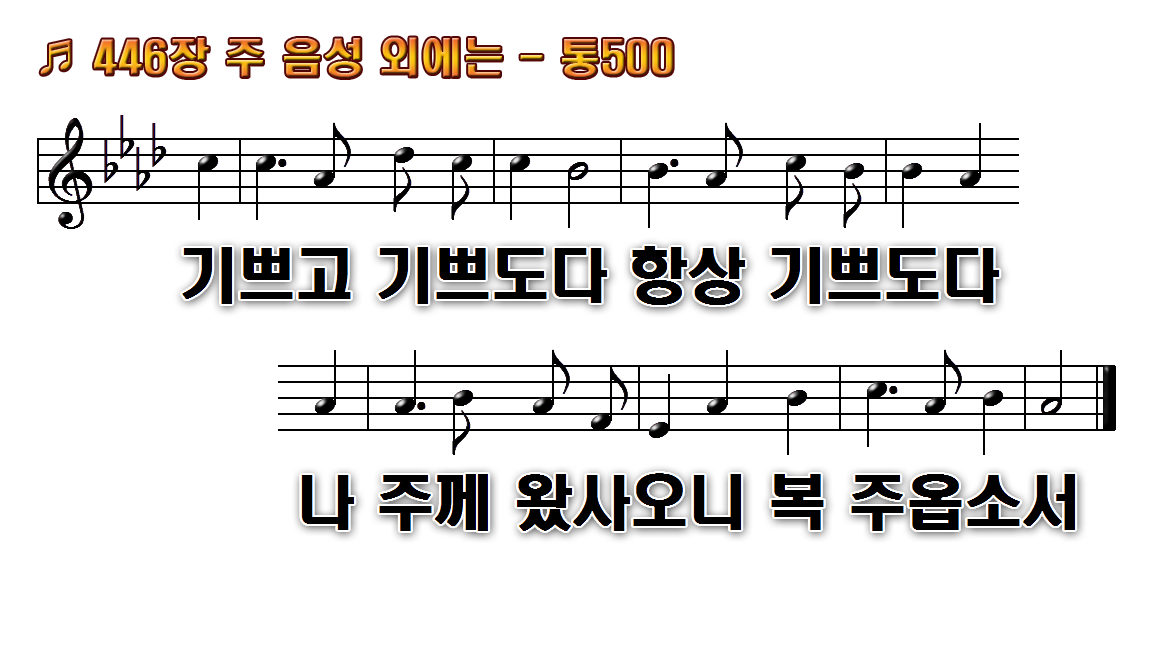 446장 주 음성 외에는 - 통500
기쁘고 기쁘도다 항상 기쁘도다
나 주께 왔사오니 복 주옵소서